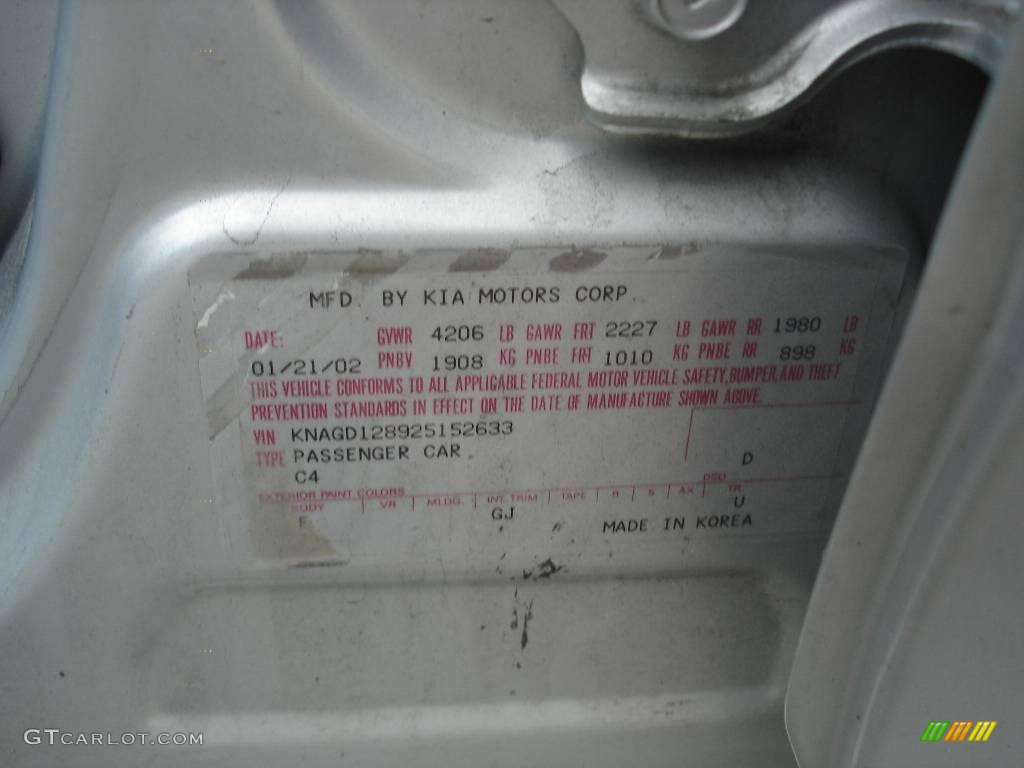 MFD. BY KIA MOTORS CORP.
DATE: GVWR 4206 LB GAWR FRT 2227 LB GAWR RR 1980 LB
01/21/02 PNBV 1908 KG PNBE FRT 1010 KG PNBE RR 898 KG
THIS VEHICLE CONFORMS TO ALL APPLICABLE FEDERAL MOTOR VEHICLE SAFETY,BUMPER,AND THEFT
PREVENTION STANDARDS IN EFFECT ON THE DATE OF MANUFACTURE SHOWN ABOVE.
VIN KNAGD128925152633
TYPE PASSENGER CAR
C4 D
EXTERIOR PAINT COLORS DSO
BODY VR MLDG INT TRIM TAPE R S AX TR
F GJ U
MADE IN KOREA
GTCARLOT.COM